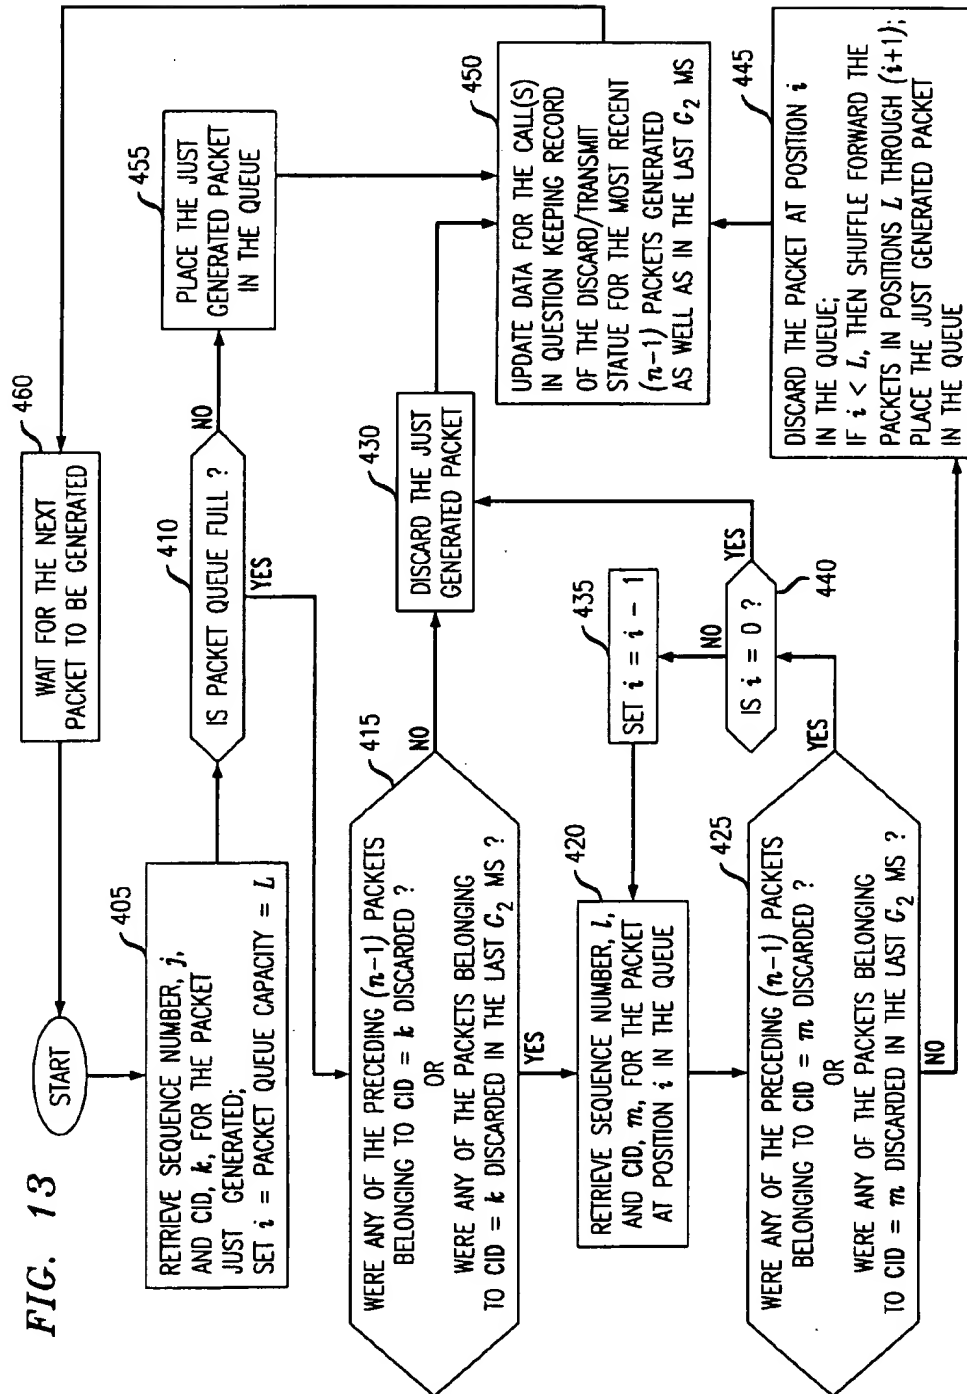 FIG. 13
START
460
WAIT FOR THE NEXT
PACKET TO BE GENERATED
405
RETRIEVE SEQUENCE NUMBER, j,
AND CID, k, FOR THE PACKET
JUST GENERATED;
SET i = PACKET QUEUE CAPACITY = L
410
IS PACKET QUEUE FULL ?
NO
YES
455
PLACE THE JUST
GENERATED PACKET
IN THE QUEUE
415
WERE ANY OF THE PRECEDING (n-1) PACKETS
BELONGING TO CID = k DISCARDED ?
OR
WERE ANY OF THE PACKETS BELONGING
TO CID = k DISCARDED IN THE LAST G2 MS ?
NO
YES
430
DISCARD THE JUST
GENERATED PACKET
450
UPDATE DATA FOR THE CALL(S)
IN QUESTION KEEPING RECORD
OF THE DISCARD/TRANSMIT
STATUE FOR THE MOST RECENT
(n-1) PACKETS GENERATED
AS WELL AS IN THE LAST G2 MS
420
RETRIEVE SEQUENCE NUMBER, l,
AND CID, m, FOR THE PACKET
AT POSITION i IN THE QUEUE
435
SET i = i - 1
440
IS i = 0 ?
NO
YES
425
WERE ANY OF THE PRECEDING (n-1) PACKETS
BELONGING TO CID = m DISCARDED ?
OR
WERE ANY OF THE PACKETS BELONGING
TO CID = m DISCARDED IN THE LAST G2 MS ?
YES
NO
445
DISCARD THE PACKET AT POSITION i
IN THE QUEUE;
IF i < L, THEN SHUFFLE FORWARD THE
PACKETS IN POSITIONS L THROUGH (i+1);
PLACE THE JUST GENERATED PACKET
IN THE QUEUE